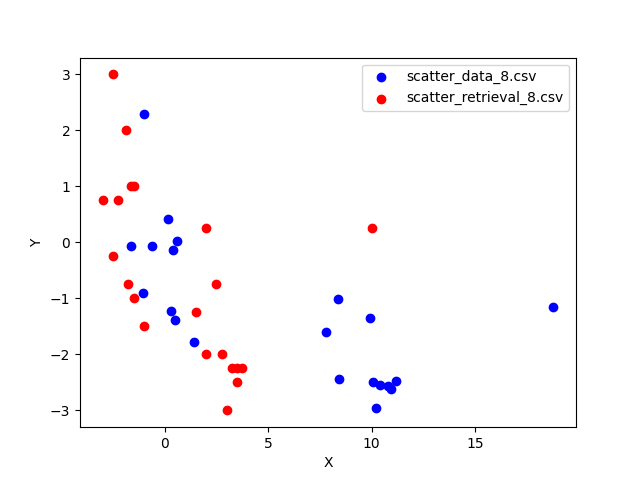 scatter_data_8.csv
scatter_retrieval_8.csv
3
2
1
0
−1
−2
−3
Y
0
5
10
15
X